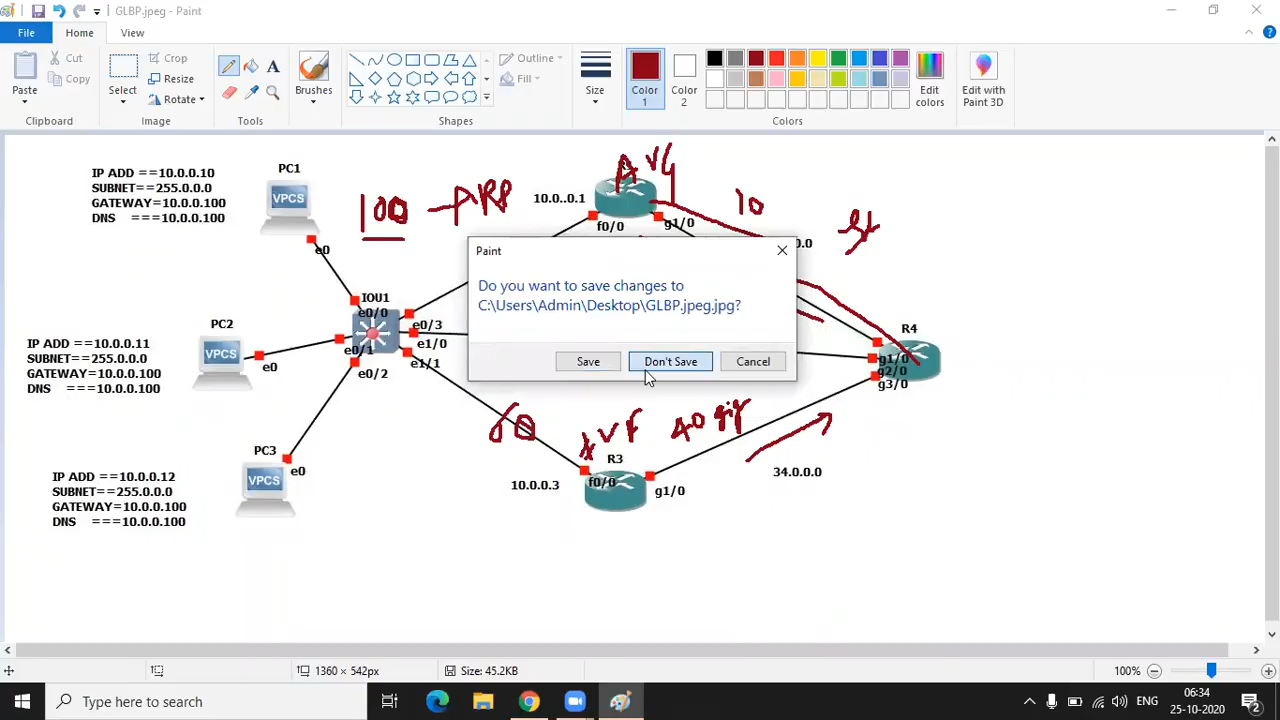 GLBP.jpeg - Paint
File
Home
View
Paste
Cut
Copy
Clipboard
Select
Crop
Resize
Rotate
Image
Tools
Brushes
Outline
Fill
Shapes
Size
Color 1
Color 2
Edit colors
Colors
Edit with Paint 3D
IP ADD ==10.0.0.10
SUBNET==255.0.0.0
GATEWAY=10.0.0.100
DNS ===10.0.0.100
PC1
VPCS
e0
100
ARP
10.0..0.1
f0/0
g1/0
10
Paint
Do you want to save changes to
C:\Users\Admin\Desktop\GLBP.jpeg.jpg?
Save
Don't Save
Cancel
IOU1
e0/0
e0/3
e1/0
e0/1
e1/1
e0/2
PC2
VPCS
e0
IP ADD ==10.0.0.11
SUBNET==255.0.0.0
GATEWAY=10.0.0.100
DNS ===10.0.0.100
R4
g1/0
g2/0
g3/0
PC3
VPCS
e0
IP ADD ==10.0.0.12
SUBNET==255.0.0.0
GATEWAY=10.0.0.100
DNS ===10.0.0.100
AVF
R3
10.0.0.3
f0/0
g1/0
34.0.0.0
1360 × 542px
Size: 45.2KB
100%
Type here to search
ENG
06:34
25-10-2020
2